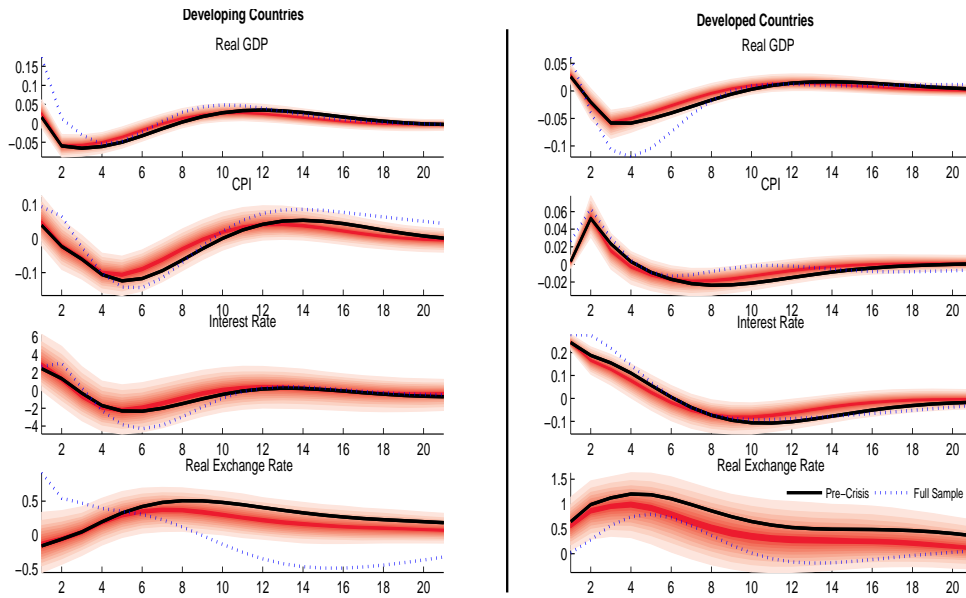 Developing Countries
Real GDP
0.15
0.1
0.05
0
−0.05
2 4 6 8 10 12 14 16 18 20
CPI
0.1
0
−0.1
2 4 6 8 10 12 14 16 18 20
Interest Rate
6
4
2
0
−2
−4
2 4 6 8 10 12 14 16 18 20
Real Exchange Rate
0.5
0
−0.5
2 4 6 8 10 12 14 16 18 20
Developed Countries
Real GDP
0.05
0
−0.05
−0.1
2 4 6 8 10 12 14 16 18 20
CPI
0.06
0.04
0.02
0
−0.02
2 4 6 8 10 12 14 16 18 20
Interest Rate
0.2
0.1
0
−0.1
2 4 6 8 10 12 14 16 18 20
Real Exchange Rate
Pre−Crisis Full Sample
1.5
1
0.5
0
2 4 6 8 10 12 14 16 18 20